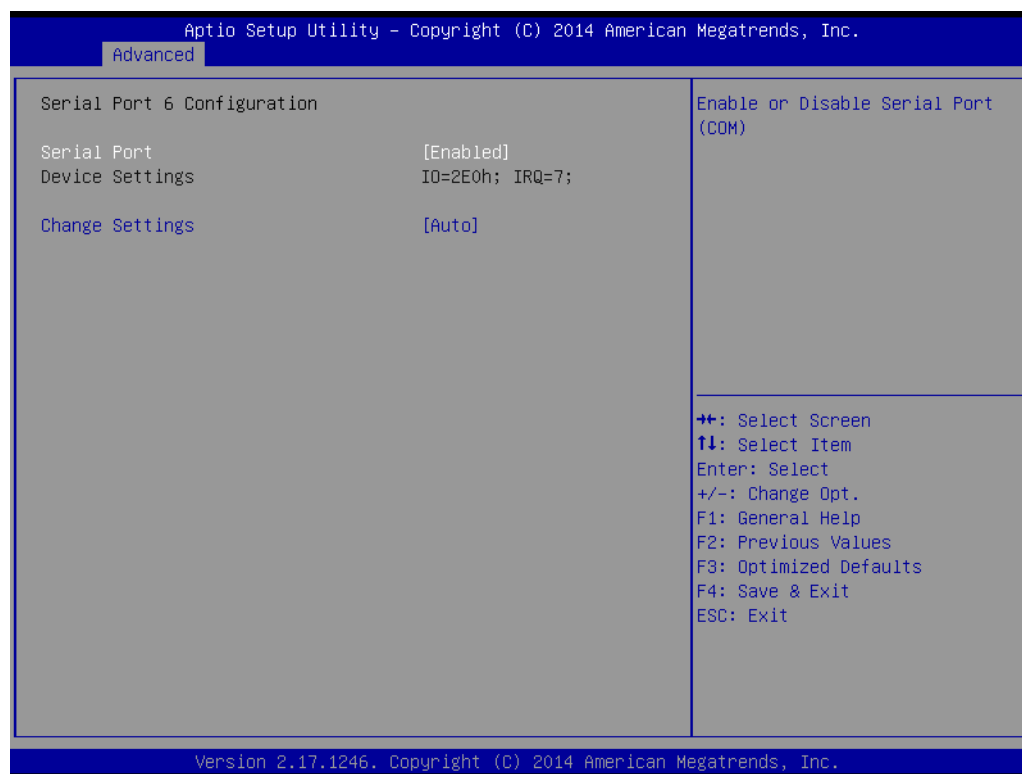 Aptio Setup Utility – Copyright (C) 2014 American Megatrends, Inc.
Advanced
Serial Port 6 Configuration
Serial Port [Enabled]
Device Settings IO=2E0h; IRQ=7;
Change Settings [Auto]
Enable or Disable Serial Port
(COM)
→←: Select Screen
↑↓: Select Item
Enter: Select
+/-: Change Opt.
F1: General Help
F2: Previous Values
F3: Optimized Defaults
F4: Save & Exit
ESC: Exit
Version 2.17.1246. Copyright (C) 2014 American Megatrends, Inc.